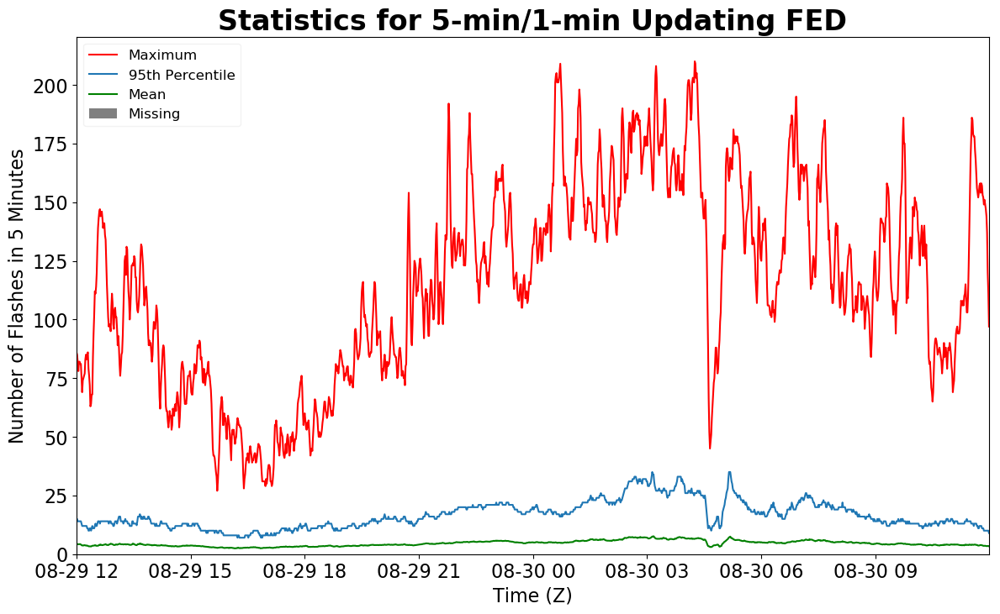 Statistics for 5-min/1-min Updating FED
Number of Flashes in 5 Minutes
Maximum
95th Percentile
Mean
Missing
200
175
150
125
100
75
50
25
0
08-29 12 08-29 15 08-29 18 08-29 21 08-30 00 08-30 03 08-30 06 08-30 09
Time (Z)